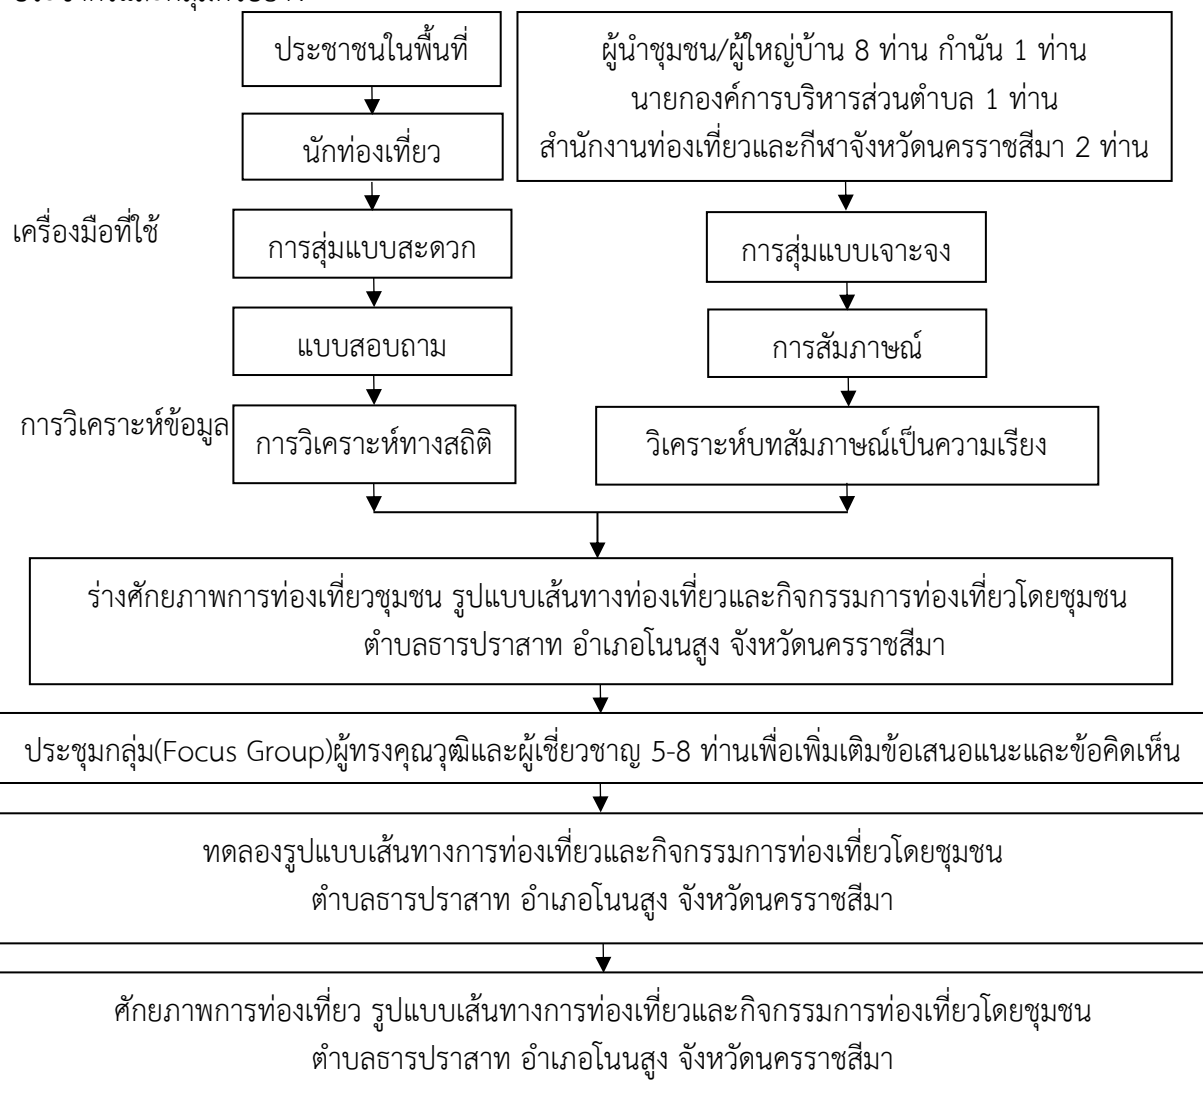 ประชาชนในพื้นที่
นักท่องเที่ยว
ผู้นำชุมชน/ผู้ใหญ่บ้าน 8 ท่าน กำนัน 1 ท่าน
นายกองค์การบริหารส่วนตำบล 1 ท่าน
สำนักงานท่องเที่ยวและกีฬาจังหวัดนครราชสีมา 2 ท่าน
เครื่องมือที่ใช้
การสุ่มแบบสะดวก
การสุ่มแบบเจาะจง
แบบสอบถาม
การสัมภาษณ์
การวิเคราะห์ข้อมูล
การวิเคราะห์ทางสถิติ
วิเคราะห์บทสัมภาษณ์เป็นความเรียง
ร่างศักยภาพการท่องเที่ยวชุมชน รูปแบบเส้นทางท่องเที่ยวและกิจกรรมการท่องเที่ยวโดยชุมชน
ตำบลธารปราสาท อำเภอโนนสูง จังหวัดนครราชสีมา
ประชุมกลุ่ม(Focus Group)ผู้ทรงคุณวุฒิและผู้เชี่ยวชาญ 5-8 ท่านเพื่อเพิ่มเติมข้อเสนอแนะและข้อคิดเห็น
ทดลองรูปแบบเส้นทางการท่องเที่ยวและกิจกรรมการท่องเที่ยวโดยชุมชน
ตำบลธารปราสาท อำเภอโนนสูง จังหวัดนครราชสีมา
ศักยภาพการท่องเที่ยว รูปแบบเส้นทางการท่องเที่ยวและกิจกรรมการท่องเที่ยวโดยชุมชน
ตำบลธารปราสาท อำเภอโนนสูง จังหวัดนครราชสีมา